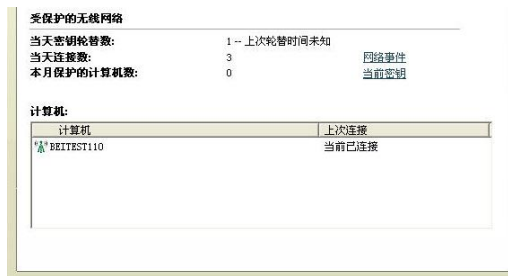 受保护的无线网络
当天密钥轮替数: 1 -- 上次轮替时间未知
当天连接数: 3 网络事件
本月保护的计算机数: 0 当前密钥
计算机:
计算机 上次连接
BEITEST110 当前已连接